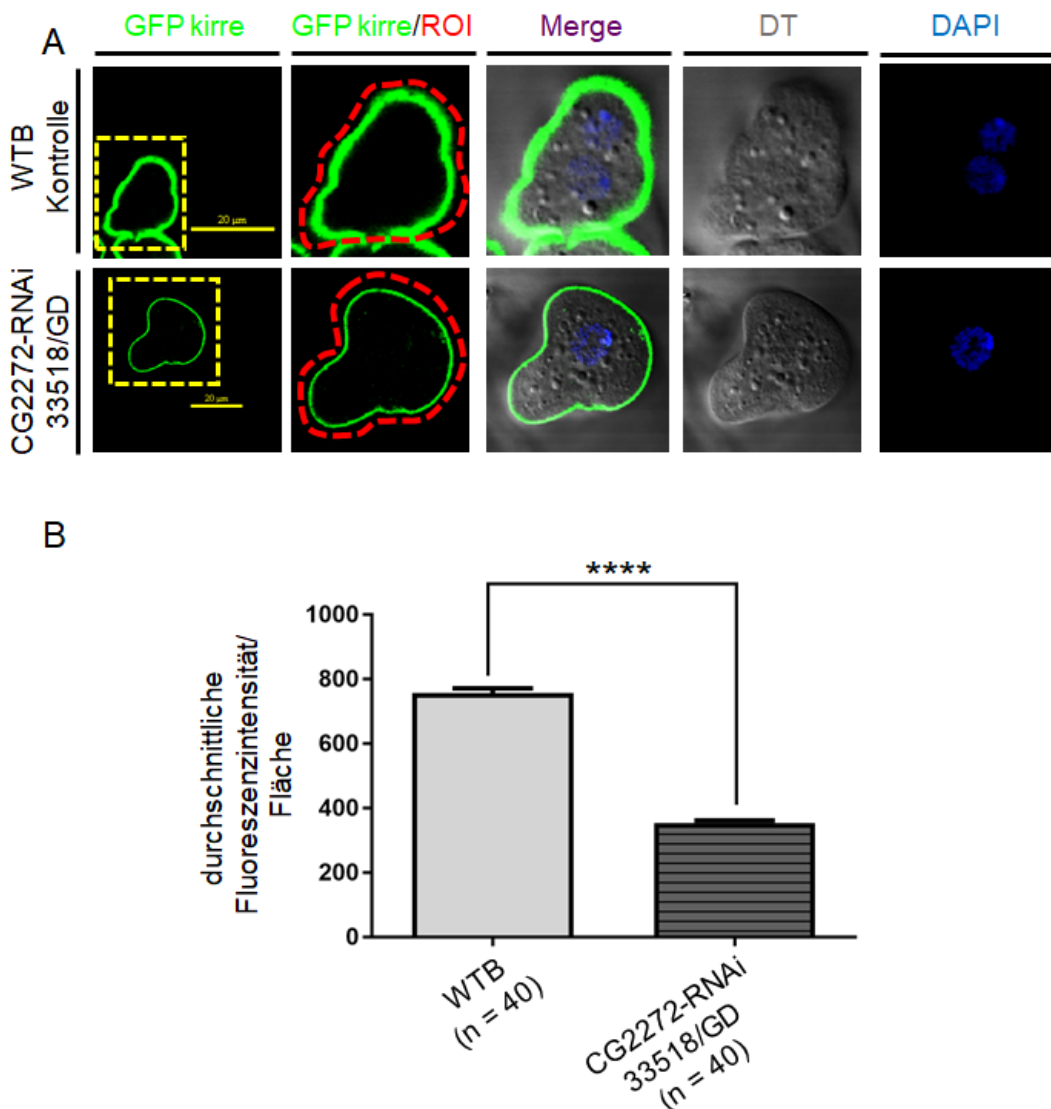 A
GFP kirre
GFP kirre/ROI
Merge
DT
DAPI
WTB
Kontrolle
20 µm
CG2272-RNAi
33518/GD
20 µm
B
****
durchschnittliche
Fluoreszenzintensität/
Fläche
1000
800
600
400
200
0
WTB
(n = 40)
CG2272-RNAi
33518/GD
(n = 40)